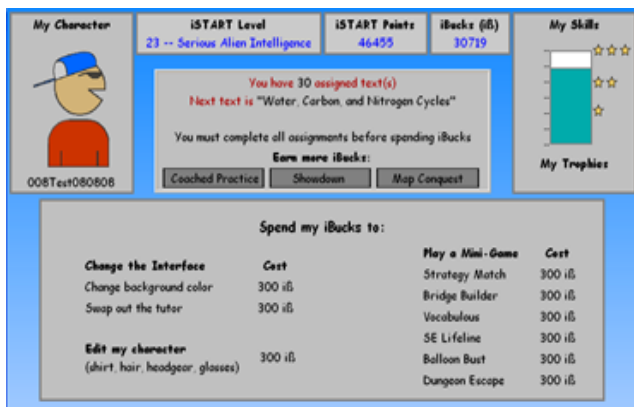 My Character
008Test080808
iSTART Level
23 -- Serious Alien Intelligence
iSTART Points
46455
iBucks (iß)
30719
My Skills
My Trophies
You have 30 assigned text(s)
Next text is "Water, Carbon, and Nitrogen Cycles"
You must complete all assignments before spending iBucks
Earn more iBucks:
Coached Practice
Showdown
Map Conquest
Spend my iBucks to:
Change the Interface Cost
Change background color 300 iß
Swap out the tutor 300 iß
Edit my character 300 iß
(shirt, hair, headgear, glasses)
Play a Mini-Game Cost
Strategy Match 300 iß
Bridge Builder 300 iß
Vocabulous 300 iß
SE Lifeline 300 iß
Balloon Bust 300 iß
Dungeon Escape 300 iß